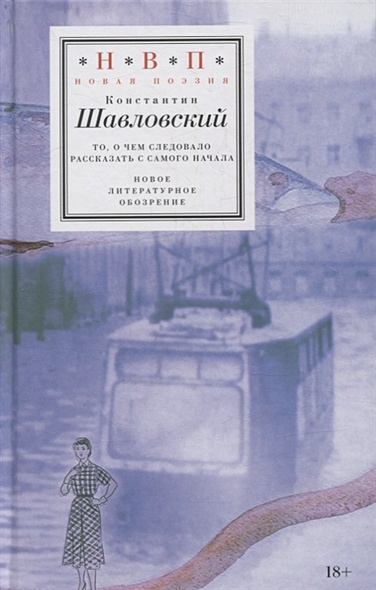 * Н * В * П *
НОВАЯ ПОЭЗИЯ
Константин
Шавловский
ТО, О ЧЕМ СЛЕДОВАЛО
РАССКАЗАТЬ С САМОГО НАЧАЛА
НОВОЕ
ЛИТЕРАТУРНОЕ
ОБОЗРЕНИЕ
18+